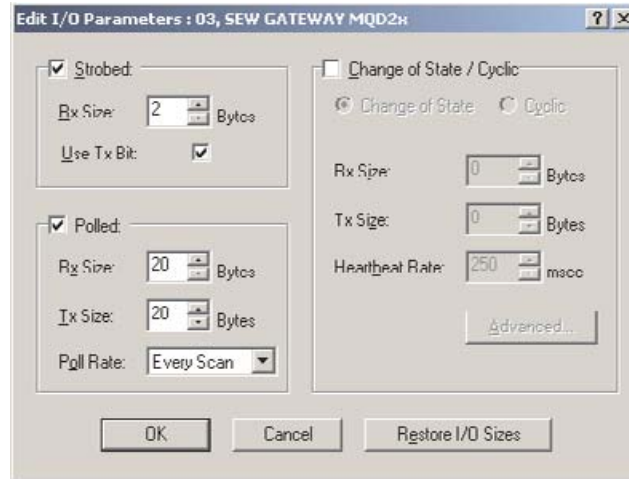 Edit I/O Parameters : 03, SEW GATEWAY MQD2x
Strobed:
Rx Size: 2 Bytes
Use Tx Bit:
Polled:
Rx Size: 20 Bytes
Tx Size: 20 Bytes
Poll Rate: Every Scan
Change of State / Cyclic
Change of State Cyclic
Rx Size: 0 Bytes
Tx Size: 0 Bytes
Heartbeat Rate: 250 msec
Advanced...
OK Cancel Restore I/O Sizes